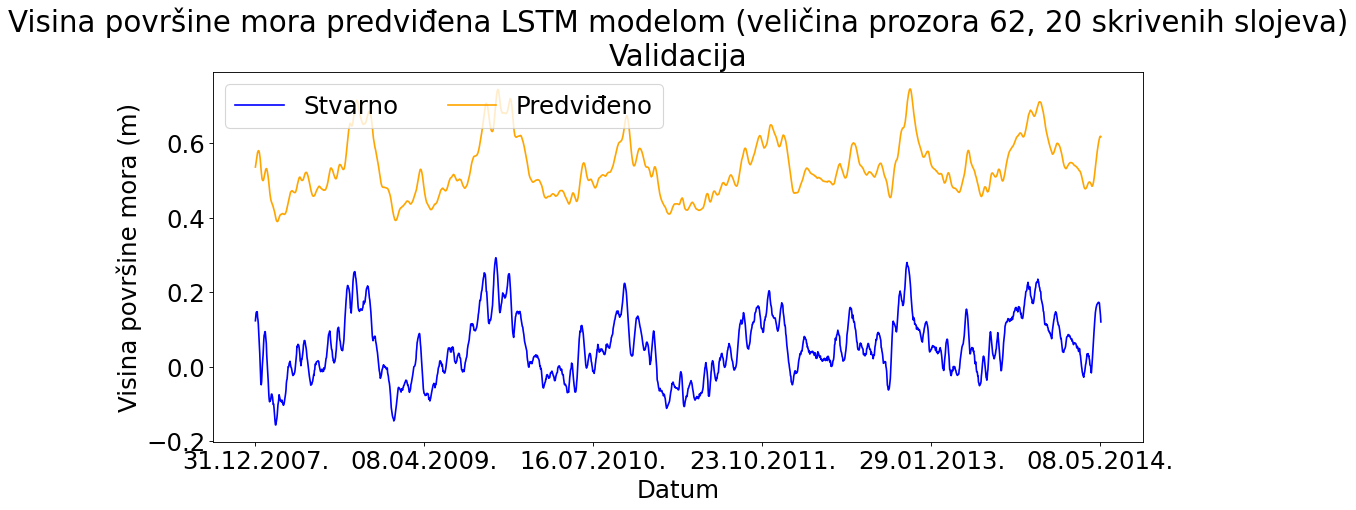 Visina površine mora predviđena LSTM modelom (veličina prozora 62, 20 skrivenih slojeva)
Validacija
Stvarno
Predviđeno
Visina površine mora (m)
0.6
0.4
0.2
0.0
−0.2
31.12.2007.
08.04.2009.
16.07.2010.
23.10.2011.
29.01.2013.
08.05.2014.
Datum